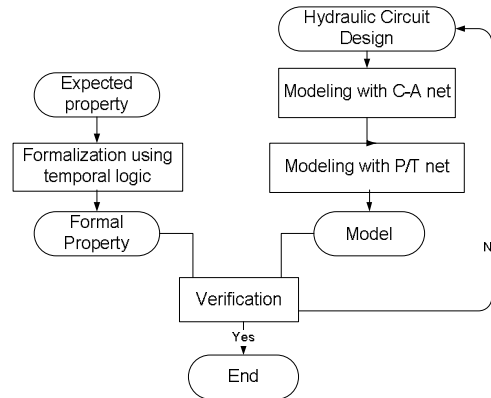 Hydraulic Circuit
Design
Expected
property
Modeling with C-A net
Formalization using
temporal logic
Modeling with P/T net
Formal
Property
Model
N
Verification
Yes
End